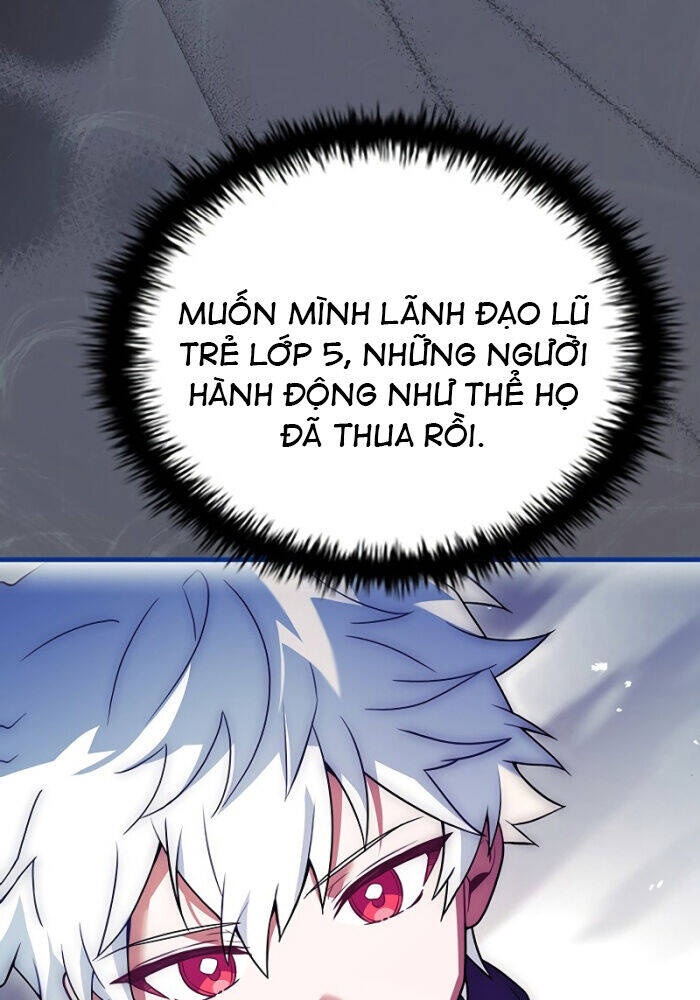 MUỐN MÌNH LÃNH ĐẠO LŨ
TRẺ LỚP 5, NHỮNG NGƯỜI
HÀNH ĐỘNG NHƯ THỂ HỌ
ĐÃ THUA RỒI.